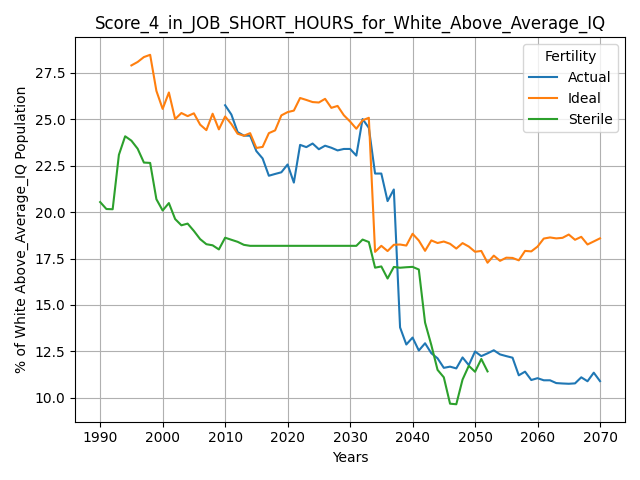 Score_4_in_JOB_SHORT_HOURS_for_White_Above_Average_IQ
Fertility
Actual
Ideal
Sterile
% of White Above_Average_IQ Population
27.5
25.0
22.5
20.0
17.5
15.0
12.5
10.0
1990 2000 2010 2020 2030 2040 2050 2060 2070
Years